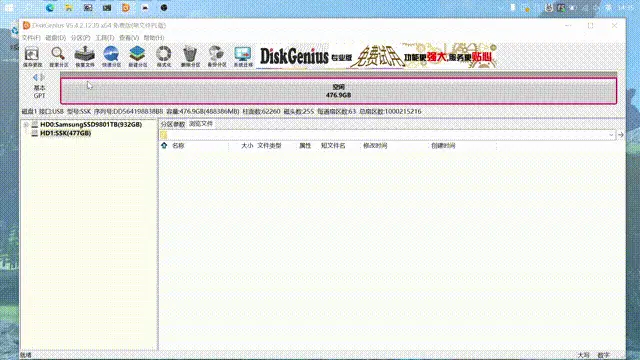 DiskGenius V5.4.2.1239 x64 免费版(单文件PE版)
文件(F) 磁盘(D) 分区(P) 工具(T) 查看(V) 帮助(H)
保存更改 搜索分区 恢复文件 快速分区 新建分区 格式化 删除分区 备份分区 系统迁移
DiskGenius 专业版 免费试用 功能更强大,服务更贴心
基本
GPT
空闲
476.9GB
磁盘1 接口:USB 型号:SSK 序列号:DD564198838B8 容量:476.9GB(488386MB) 柱面数:62260 磁头数:255 每道扇区数:63 总扇区数:1000215216
HD0:SamsungSSD9801TB(932GB)
HD1:SSK(477GB)
分区参数 浏览文件
名称 大小 文件类型 属性 短文件名 修改时间 创建时间
就绪 大写 数字